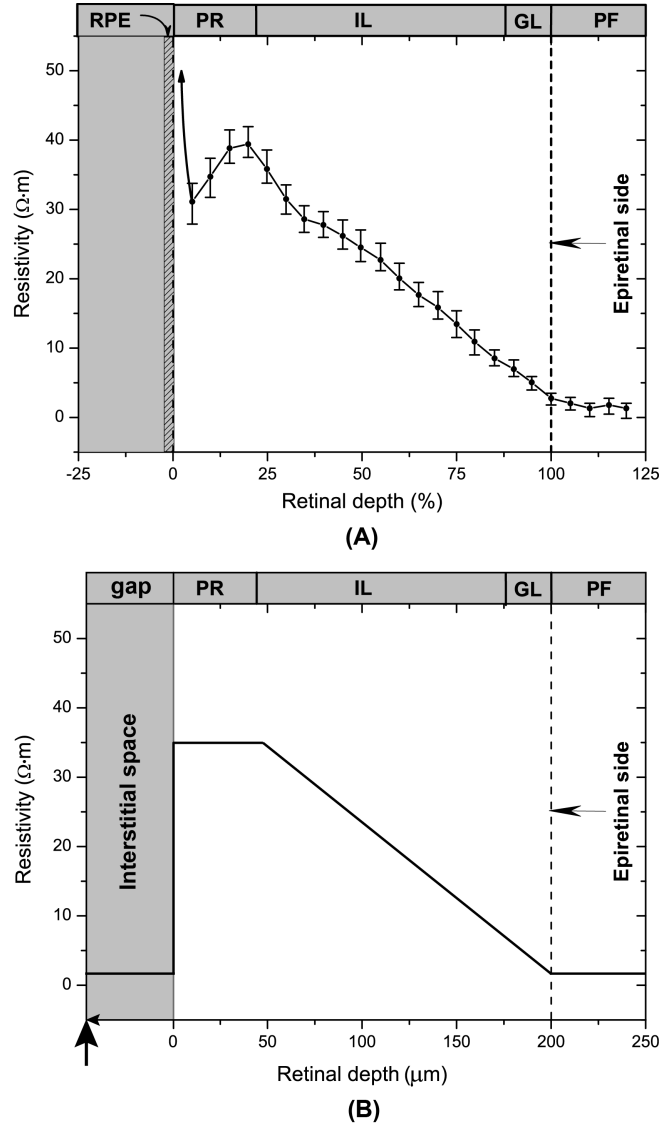 RPE PR IL GL PF
50
40
30
20
10
0
Resistivity (Ω·m)
Epiretinal side
-25 0 25 50 75 100 125
Retinal depth (%)
(A)
gap PR IL GL PF
50
40
30
20
10
0
Resistivity (Ω·m)
Interstitial space
Epiretinal side
0 50 100 150 200 250
Retinal depth (μm)
(B)